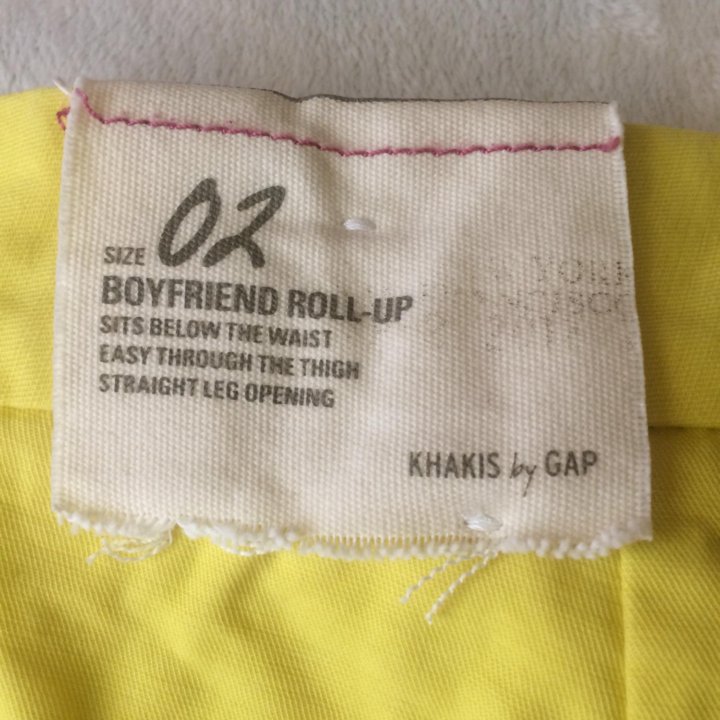 SIZE 02
BOYFRIEND ROLL-UP
SITS BELOW THE WAIST
EASY THROUGH THE THIGH
STRAIGHT LEG OPENING
KHAKIS by GAP